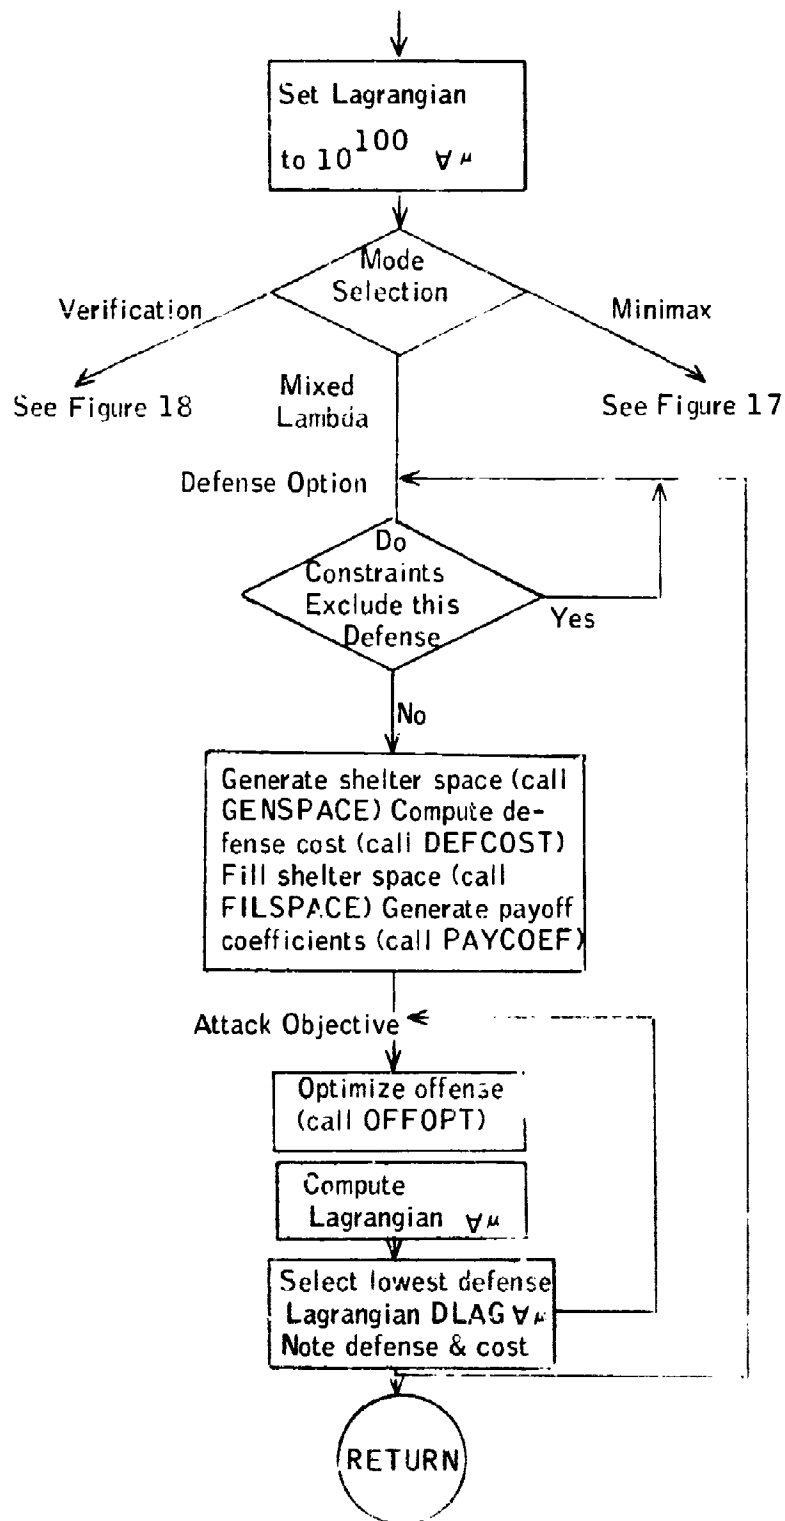 Set Lagrangian
to 10^100 ∀ μ
Mode
Selection
Verification
Minimax
See Figure 18
Mixed
Lambda
See Figure 17
Defense Option
Do
Constraints
Exclude this
Defense
Yes
No
Generate shelter space (call
GENSPACE) Compute de-
fense cost (call DEFCOST)
Fill shelter space (call
FILSPACE) Generate payoff
coefficients (call PAYCOEF)
Attack Objective
Optimize offense
(call OFFOPT)
Compute
Lagrangian ∀ μ
Select lowest defense
Lagrangian DLAG ∀ μ
Note defense & cost
RETURN